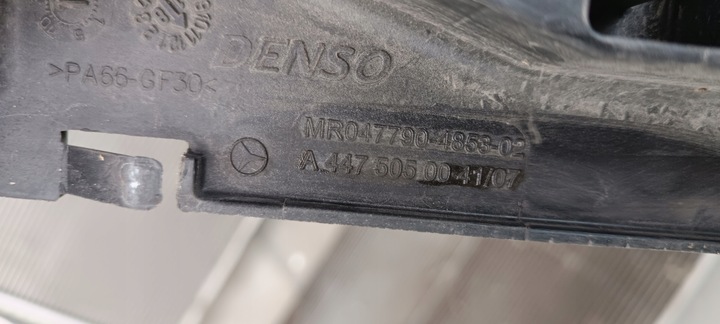 DENSO
>PA66-GF30<
MR047790-4853-02
A 447 505 00 41/07